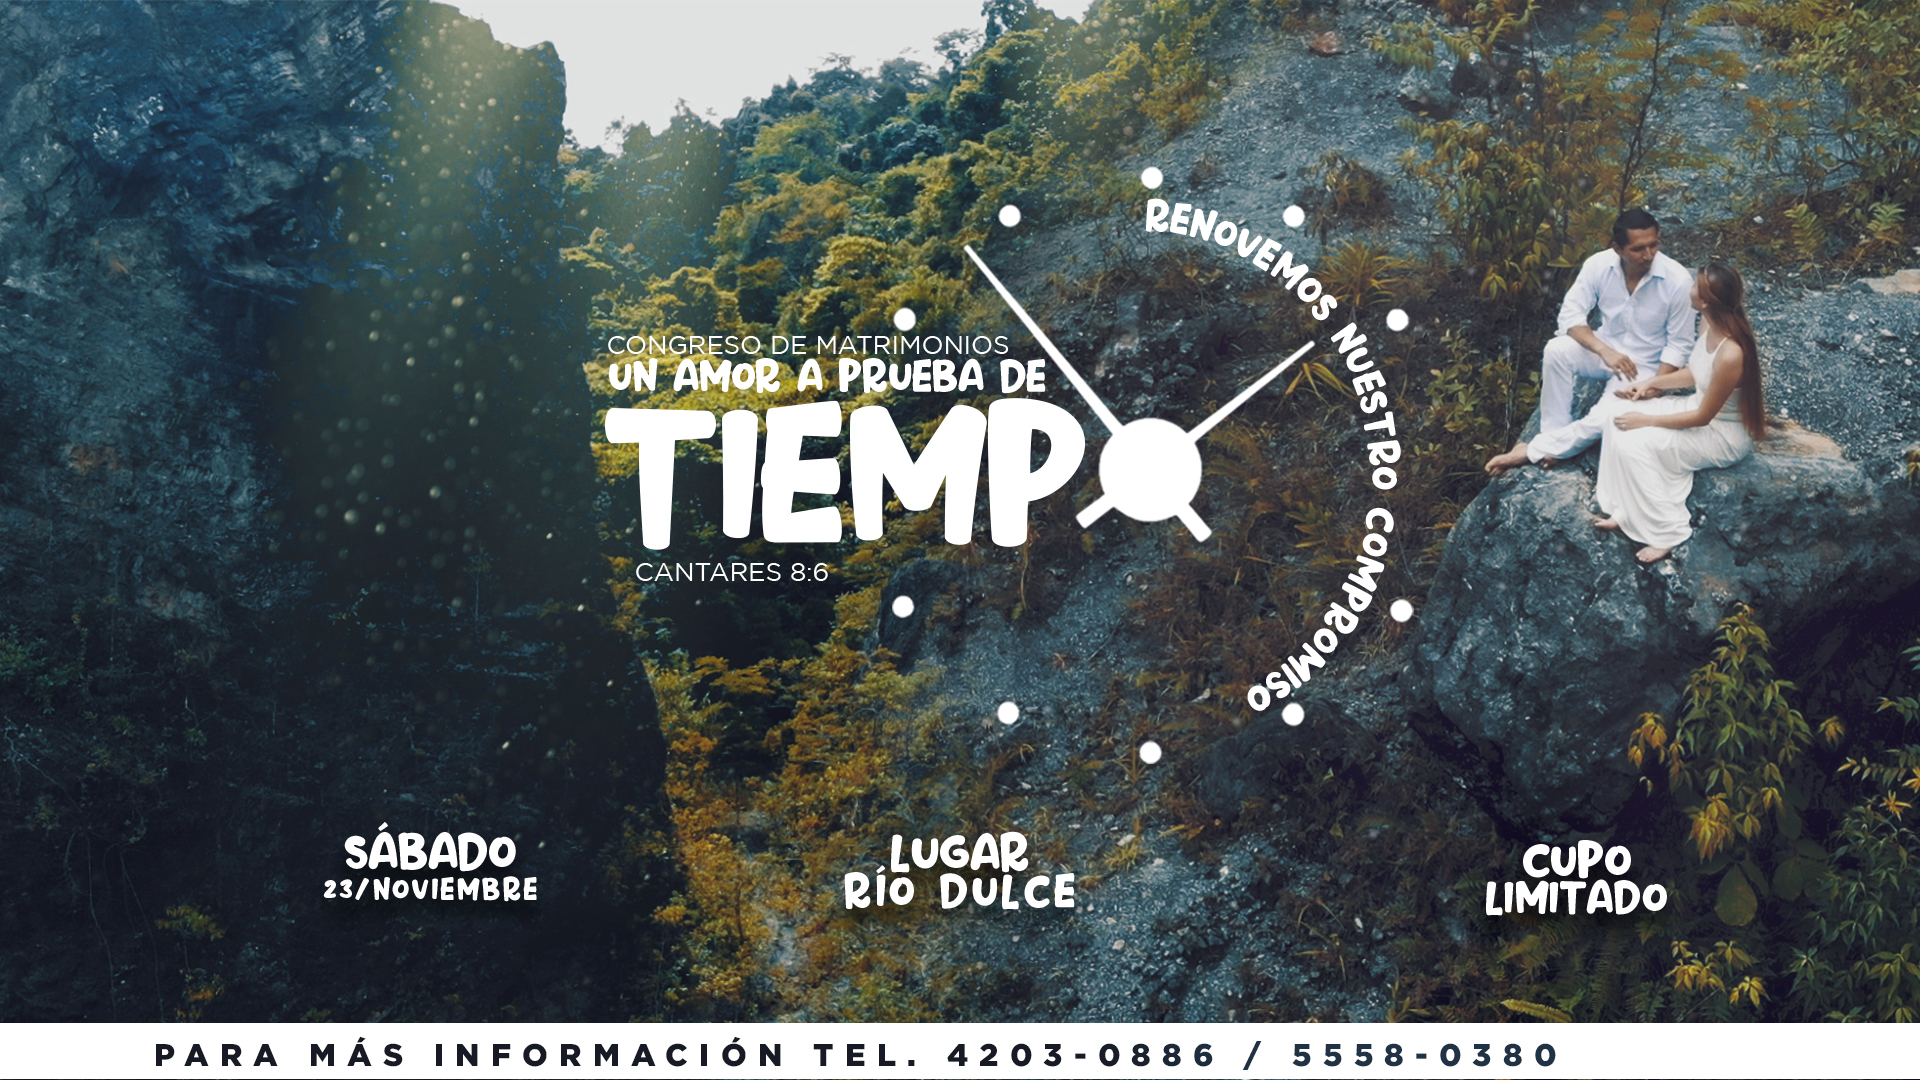 CONGRESO DE MATRIMONIOS
UN AMOR A PRUEBA DE
TIEMPO
CANTARES 8:6
RENOVEMOS NUESTRO COMPROMISO
SÁBADO
23/NOVIEMBRE
LUGAR
RÍO DULCE
CUPO
LIMITADO
PARA MÁS INFORMACIÓN TEL. 4203-0886 / 5558-0380